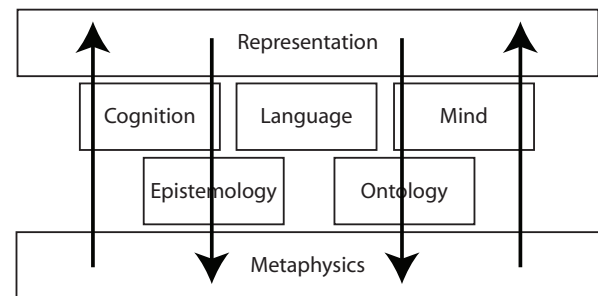 Representation
Cognition Language Mind
Epistemology Ontology
Metaphysics